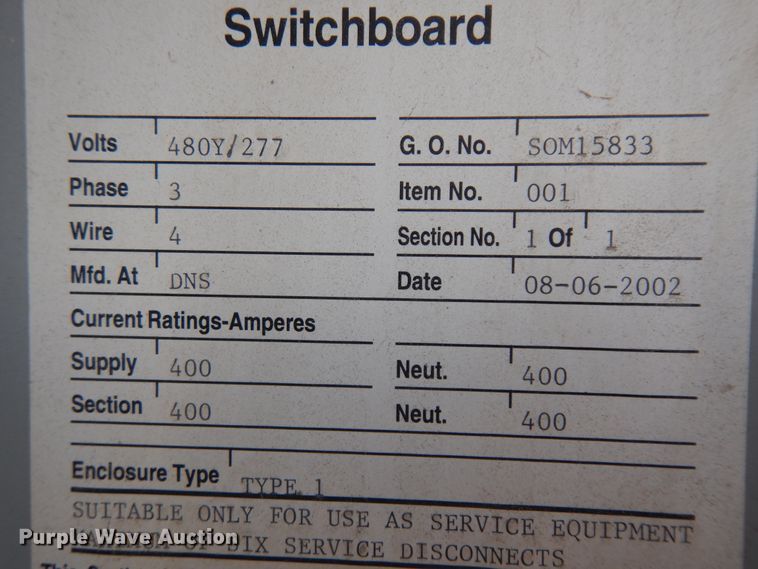 Switchboard
Volts 480Y/277 G. O. No. SOM15833
Phase 3 Item No. 001
Wire 4 Section No. 1 Of 1
Mfd. At DNS Date 08-06-2002
Current Ratings-Amperes
Supply 400 Neut. 400
Section 400 Neut. 400
Enclosure Type TYPE 1
SUITABLE ONLY FOR USE AS SERVICE EQUIPMENT
OF SIX SERVICE DISCONNECTS
Purple Wave Auction
This